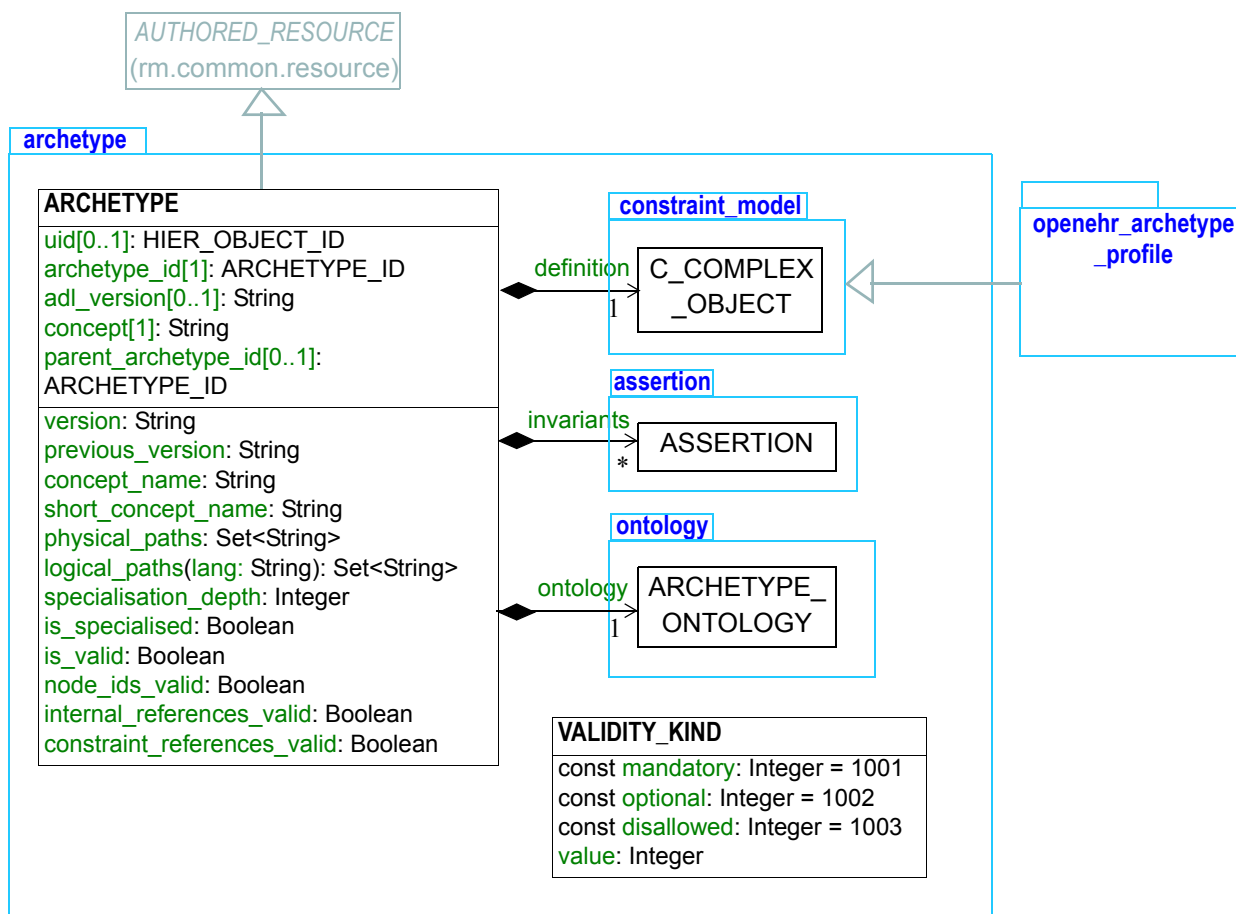 AUTHORED_RESOURCE
(rm.common.resource)
archetype
ARCHETYPE
uid[0..1]: HIER_OBJECT_ID
archetype_id[1]: ARCHETYPE_ID
adl_version[0..1]: String
concept[1]: String
parent_archetype_id[0..1]:
ARCHETYPE_ID
version: String
previous_version: String
concept_name: String
short_concept_name: String
physical_paths: Set<String>
logical_paths(lang: String): Set<String>
specialisation_depth: Integer
is_specialised: Boolean
is_valid: Boolean
node_ids_valid: Boolean
internal_references_valid: Boolean
constraint_references_valid: Boolean
definition
1
constraint_model
C_COMPLEX
_OBJECT
openehr_archetype
_profile
invariants
*
assertion
ASSERTION
ontology
1
ontology
ARCHETYPE_
ONTOLOGY
VALIDITY_KIND
const mandatory: Integer = 1001
const optional: Integer = 1002
const disallowed: Integer = 1003
value: Integer